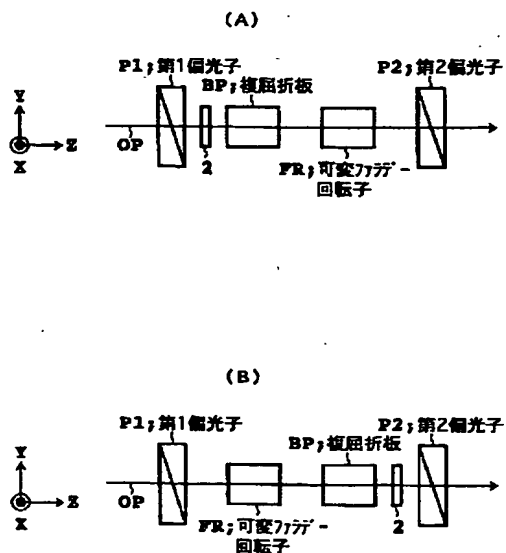 (A)
P1;第1偏光子
BP;複屈折板
P2;第2偏光子
Y
Z
X
OP
2
FR;可変ファラデー
回転子
(B)
P1;第1偏光子
BP;複屈折板
P2;第2偏光子
Y
Z
X
OP
2
FR;可変ファラデー
回転子